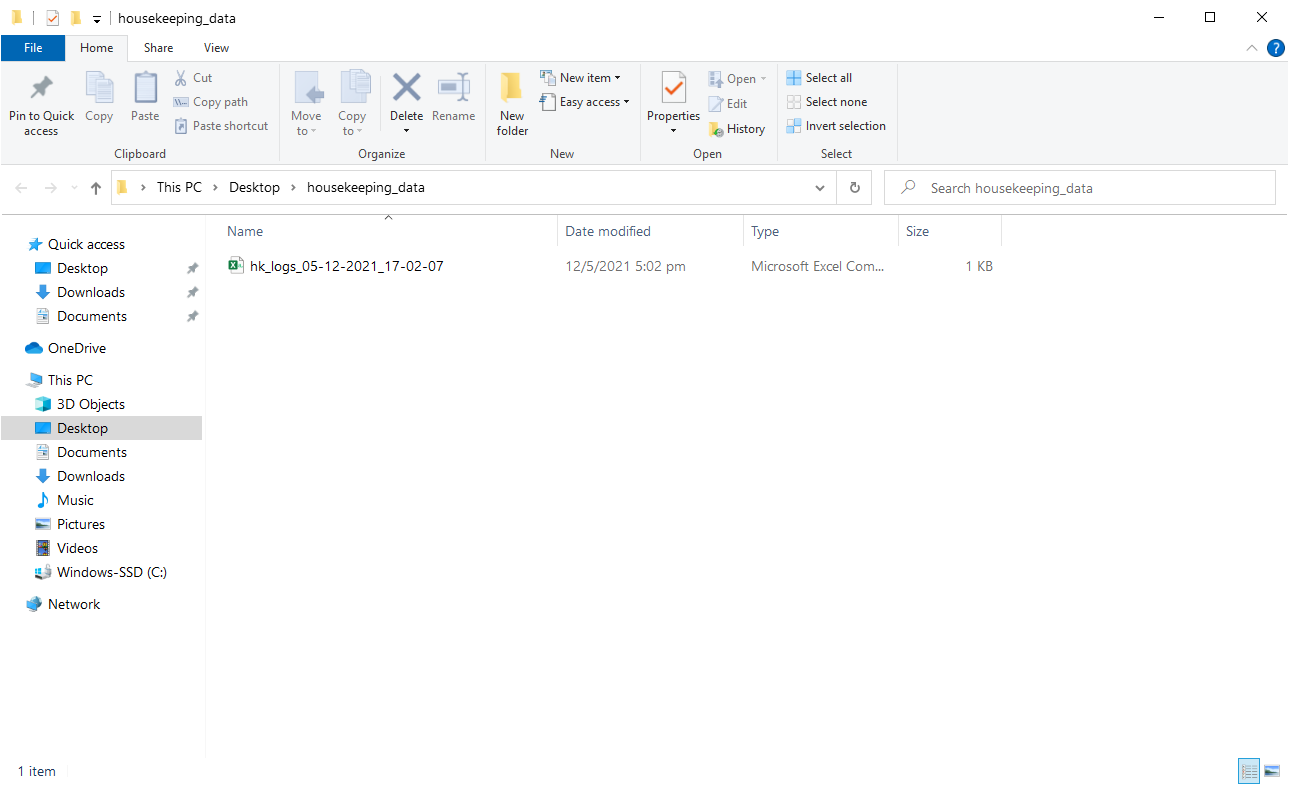 housekeeping_data
File Home Share View
Pin to Quick access
Copy
Paste
Cut
Copy path
Paste shortcut
Clipboard
Move to
Copy to
Delete
Rename
Organize
New folder
New item
Easy access
New
Properties
Open
Edit
History
Open
Select all
Select none
Invert selection
Select
This PC > Desktop > housekeeping_data
Search housekeeping_data
Name Date modified Type Size
hk_logs_05-12-2021_17-02-07 12/5/2021 5:02 pm Microsoft Excel Com... 1 KB
Quick access
Desktop
Downloads
Documents
OneDrive
This PC
3D Objects
Desktop
Documents
Downloads
Music
Pictures
Videos
Windows-SSD (C:)
Network
1 item